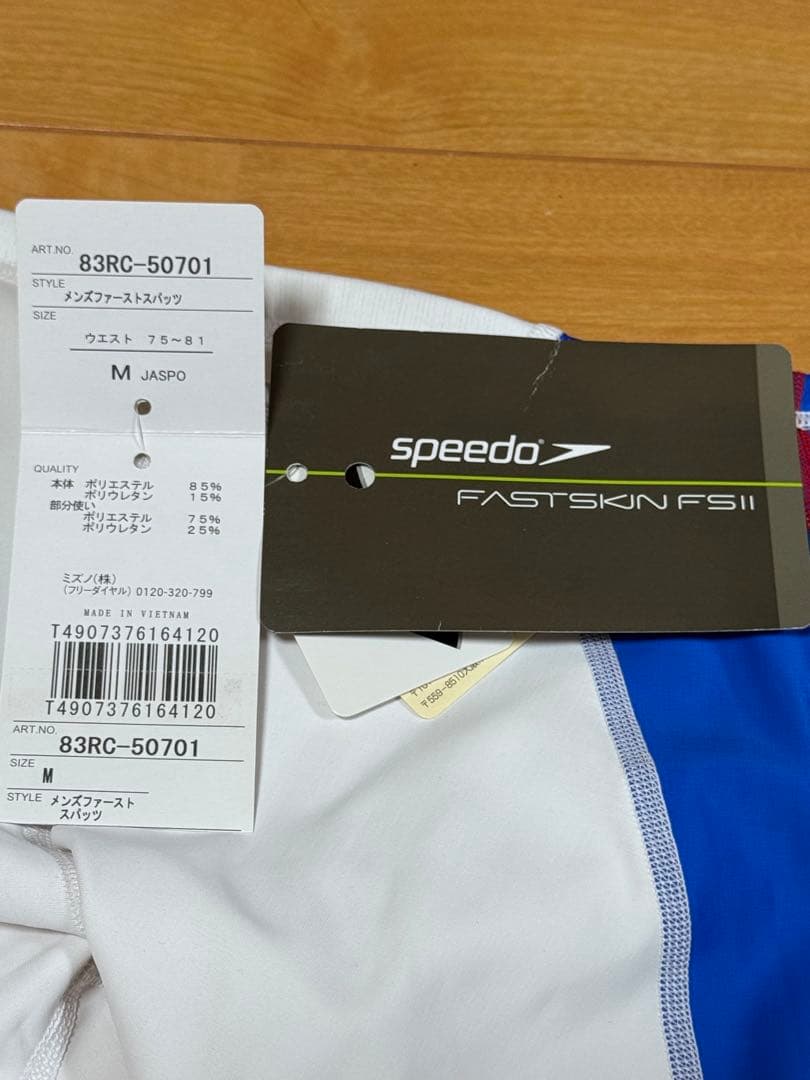 ART.NO.
83RC-50701
STYLE
メンズファーストスパッツ
SIZE
ウエスト 75～81
M JASPO
QUALITY
本体 ポリエステル 85%
ポリウレタン 15%
部分使い
ポリエステル 75%
ポリウレタン 25%
ミズノ(株)
(フリーダイヤル) 0120-320-799
MADE IN VIETNAM
T4907376164120
T4907376164120
ART.NO.
83RC-50701
SIZE
M
STYLE メンズファースト
スパッツ
speedo
FASTSKIN FSII
〒559-8510